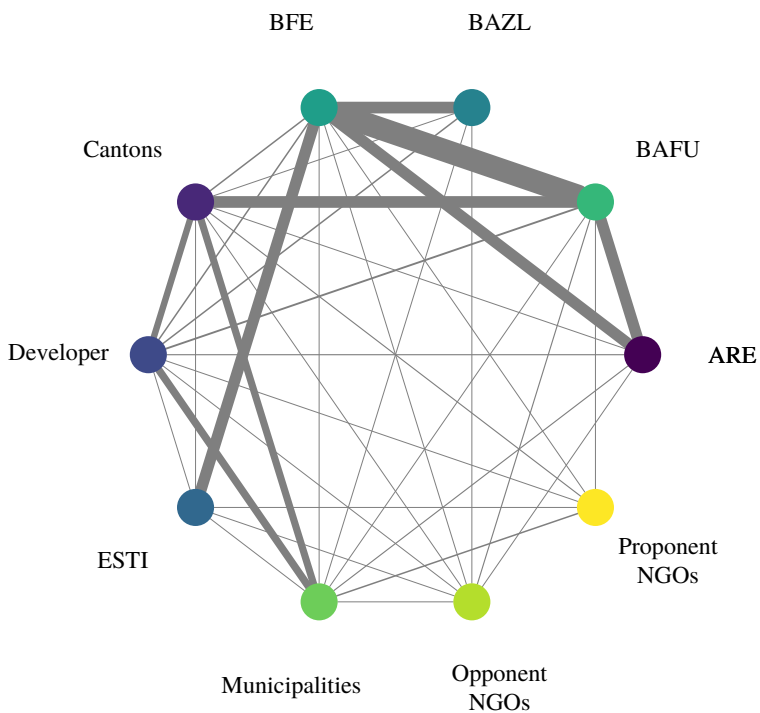 BFE
BAZL
Cantons
BAFU
Developer
ARE
ESTI
Proponent
NGOs
Municipalities
Opponent
NGOs